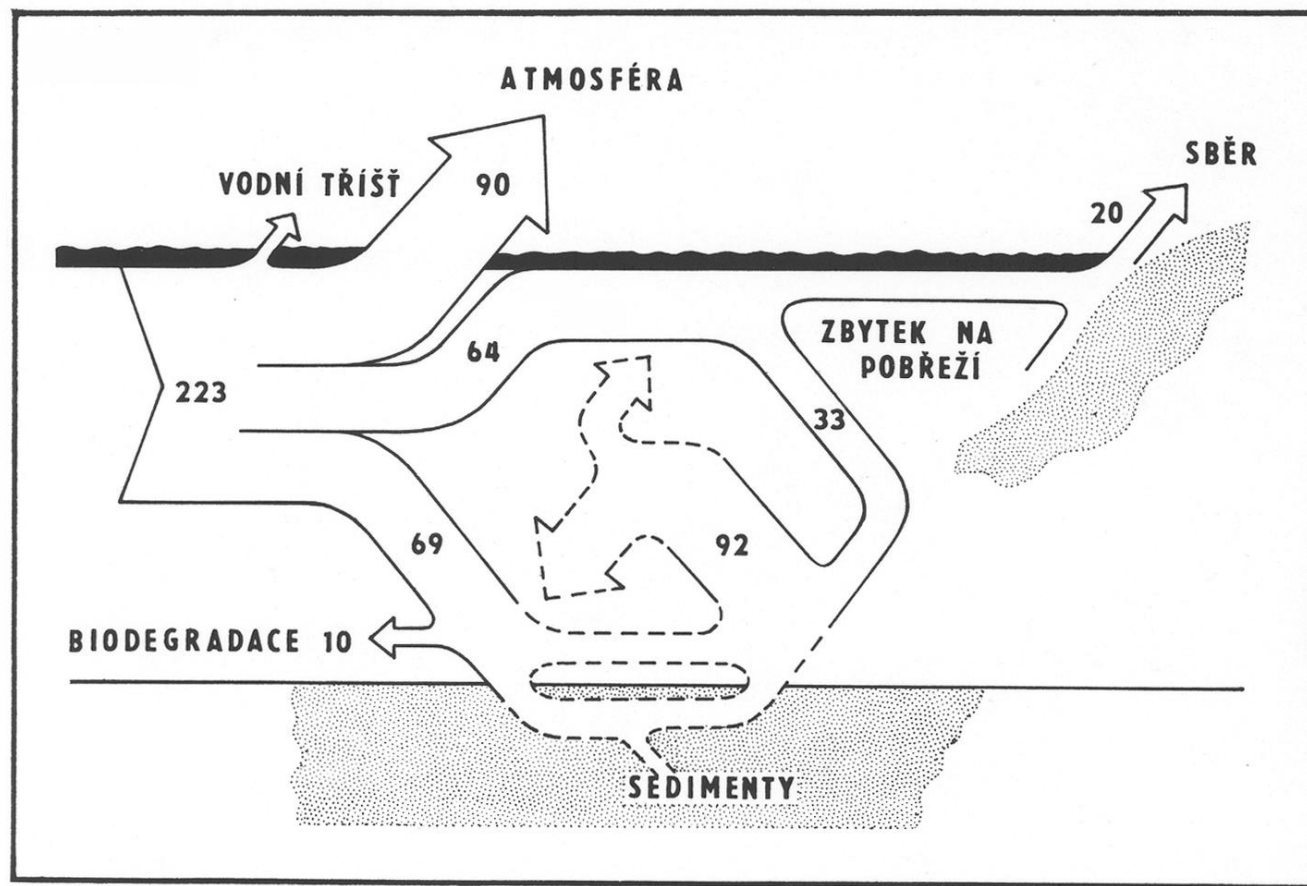 ATMOSFÉRA
SBĚR
VODNÍ TŘÍŠŤ
90
20
ZBYTEK NA
POBŘEŽÍ
64
223
33
69
92
BIODEGRADACE 10
SEDIMENTY